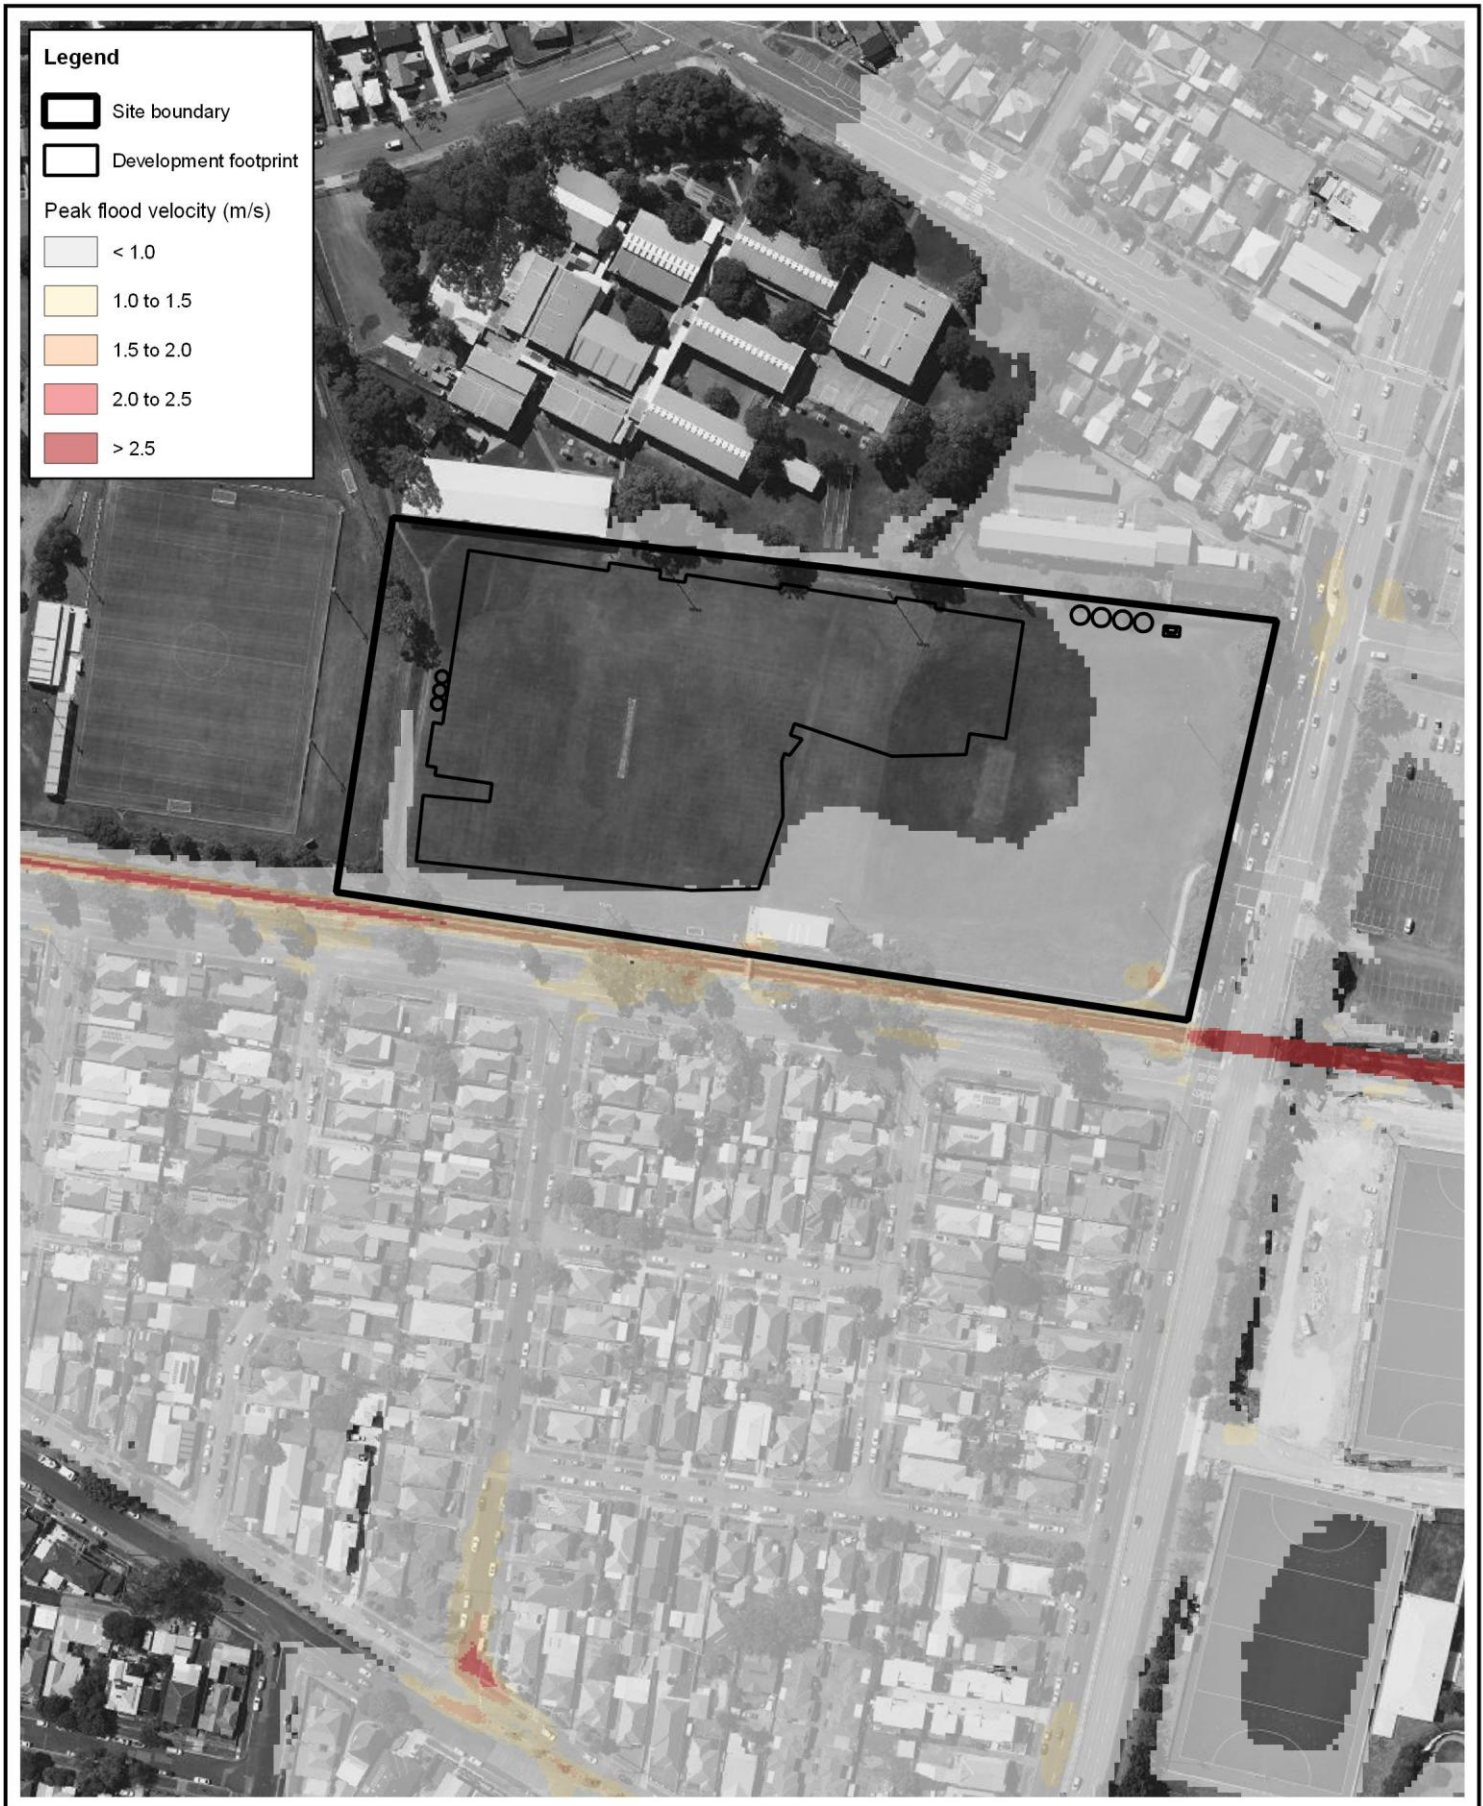 Legend
Site boundary
Development footprint
Peak flood velocity (m/s)
< 1.0
1.0 to 1.5
1.5 to 2.0
2.0 to 2.5
> 2.5